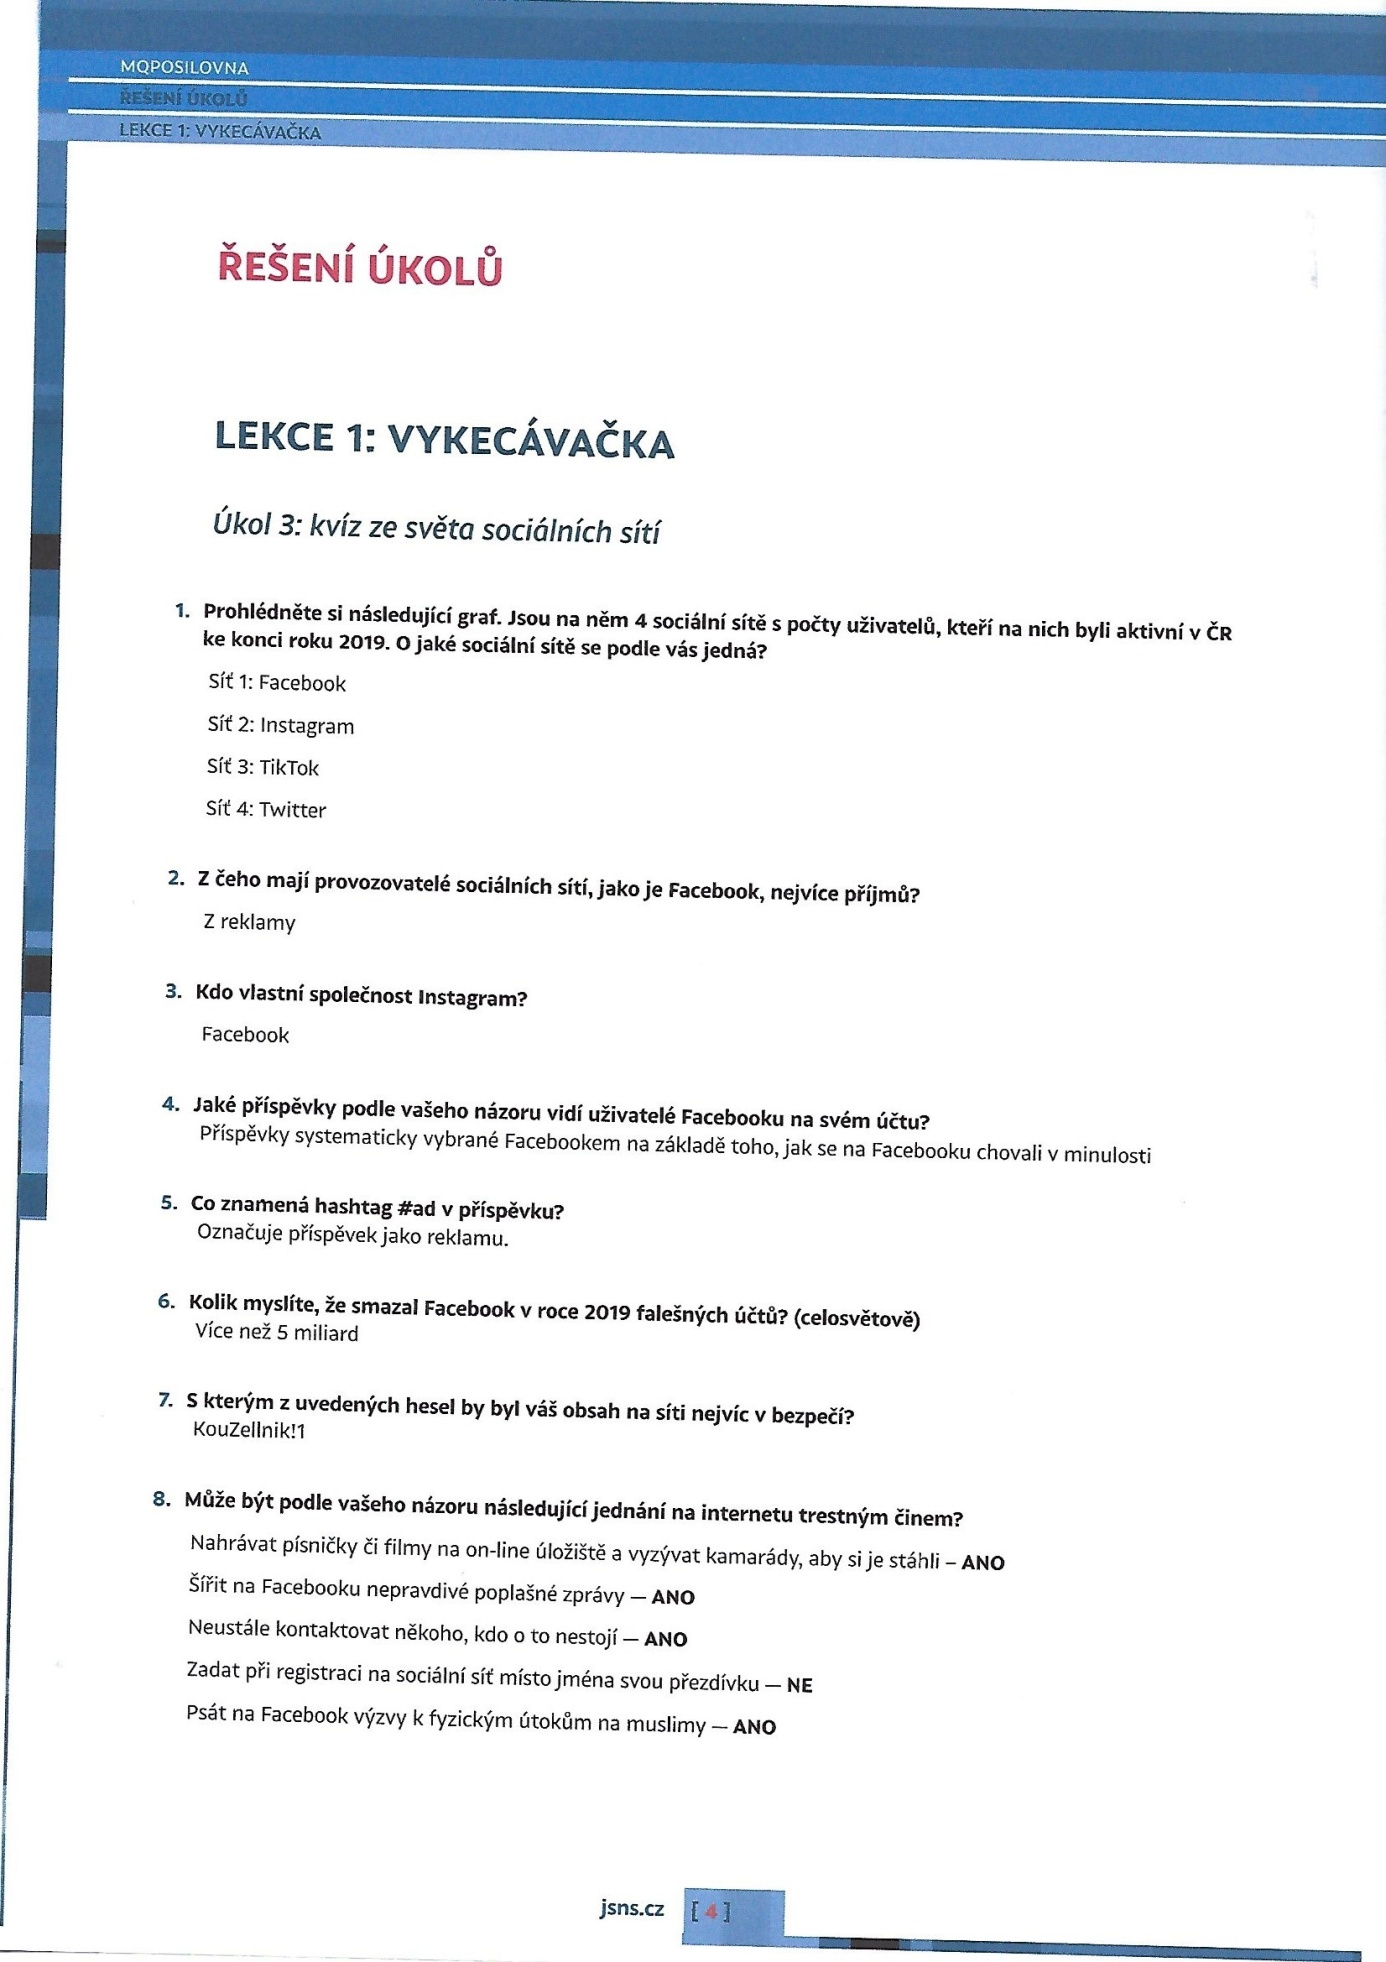 MQPOSILOVNA
ŘEŠENÍ ÚKOLŮ
LEKCE 1: VYKECÁVAČKA
ŘEŠENÍ ÚKOLŮ
LEKCE 1: VYKECÁVAČKA
Úkol 3: kvíz ze světa sociálních sítí
1. Prohlédněte si následující graf. Jsou na něm 4 sociální sítě s počty uživatelů, kteří na nich byli aktivní v ČR
ke konci roku 2019. O jaké sociální sítě se podle vás jedná?
Síť 1: Facebook
Síť 2: Instagram
Síť 3: TikTok
Síť 4: Twitter
2. Z čeho mají provozovatelé sociálních sítí, jako je Facebook, nejvíce příjmů?
Z reklamy
3. Kdo vlastní společnost Instagram?
Facebook
4. Jaké příspěvky podle vašeho názoru vidí uživatelé Facebooku na svém účtu?
Příspěvky systematicky vybrané Facebookem na základě toho, jak se na Facebooku chovali v minulosti
5. Co znamená hashtag #ad v příspěvku?
Označuje příspěvek jako reklamu.
6. Kolik myslíte, že smazal Facebook v roce 2019 falešných účtů? (celosvětově)
Více než 5 miliard
7. S kterým z uvedených hesel by byl váš obsah na síti nejvíc v bezpečí?
KouZellnik!1
8. Může být podle vašeho názoru následující jednání na internetu trestným činem?
Nahrávat písničky či filmy na on-line úložiště a vyzývat kamarády, aby si je stáhli – ANO
Šířit na Facebooku nepravdivé poplašné zprávy — ANO
Neustále kontaktovat někoho, kdo o to nestojí — ANO
Zadat při registraci na sociální síť místo jména svou přezdívku — NE
Psát na Facebook výzvy k fyzickým útokům na muslimy — ANO
jsns.cz [ 4 ]